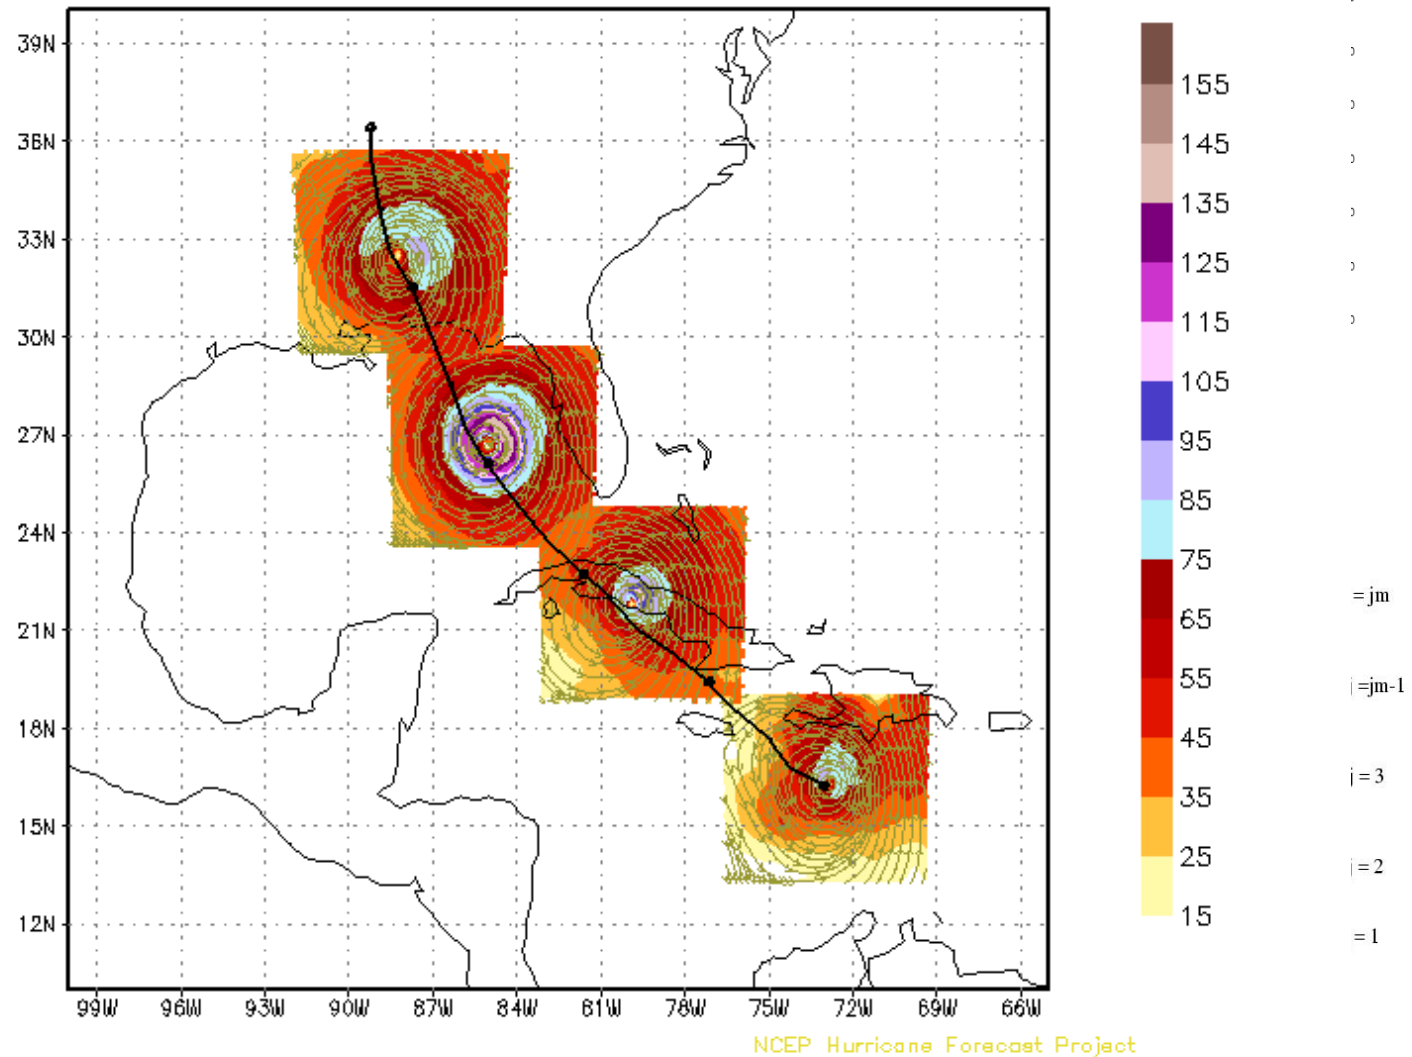 39N
36N
33N
30N
27N
24N
21N
18N
15N
12N
99W 96W 93W 90W 87W 84W 81W 78W 75W 72W 69W 66W
155
145
135
125
115
105
95
85
75
65
55
45
35
25
15
= jm
j =jm-1
j = 3
j = 2
= 1
NCEP Hurricane Forecast Project